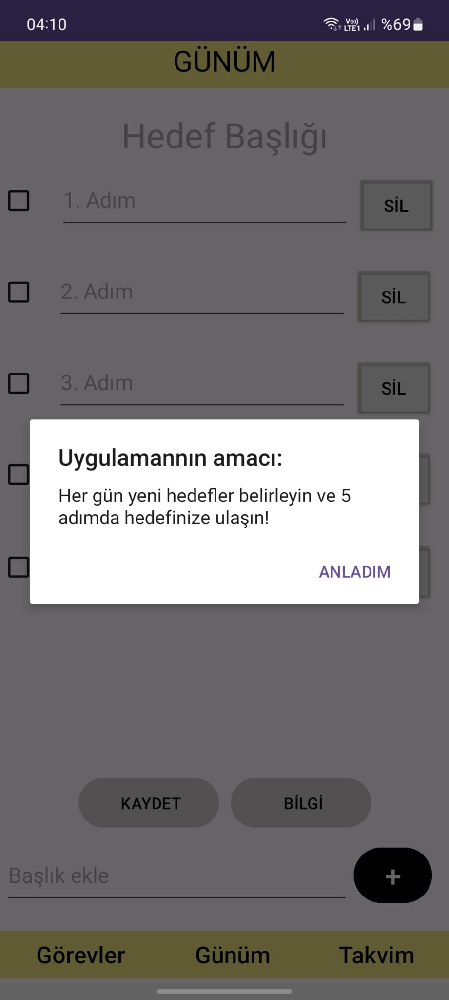 04:10
Vo))
LTE1
%69
GÜNÜM
Hedef Başlığı
1. Adım
SİL
2. Adım
SİL
3. Adım
SİL
Uygulamannın amacı:
Her gün yeni hedefler belirleyin ve 5
adımda hedefinize ulaşın!
ANLADIM
KAYDET
BİLGİ
Başlık ekle
+
Görevler
Günüm
Takvim